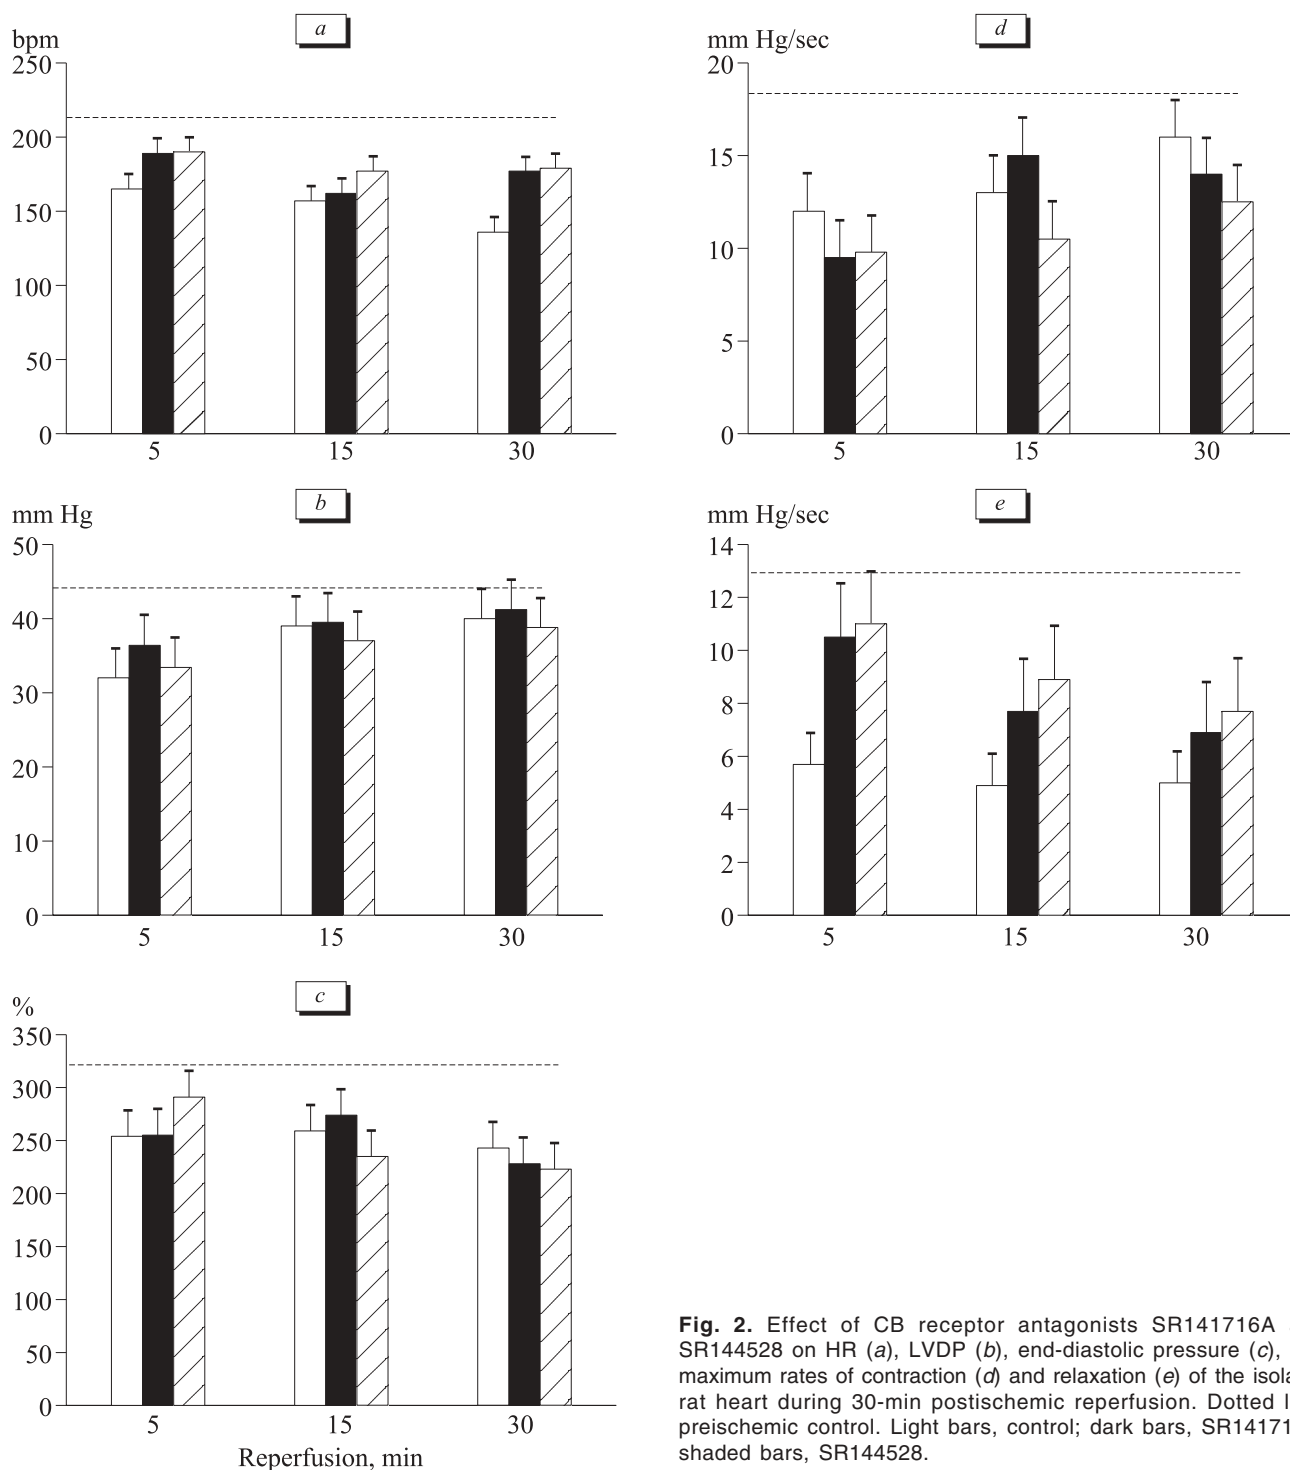 a
bpm
250
200
150
100
50
0
5 15 30
d
mm Hg/sec
20
15
10
5
0
5 15 30
b
mm Hg
50
40
30
20
10
0
5 15 30
e
mm Hg/sec
14
12
10
8
6
4
2
0
5 15 30
c
%
350
300
250
200
150
100
50
0
5 15 30
Reperfusion, min
Fig. 2. Effect of CB receptor antagonists SR141716A
SR144528 on HR (a), LVDP (b), end-diastolic pressure (c),
maximum rates of contraction (d) and relaxation (e) of the
rat heart during 30-min postischemic reperfusion. Dotted
preischemic control. Light bars, control; dark bars,
shaded bars, SR144528.